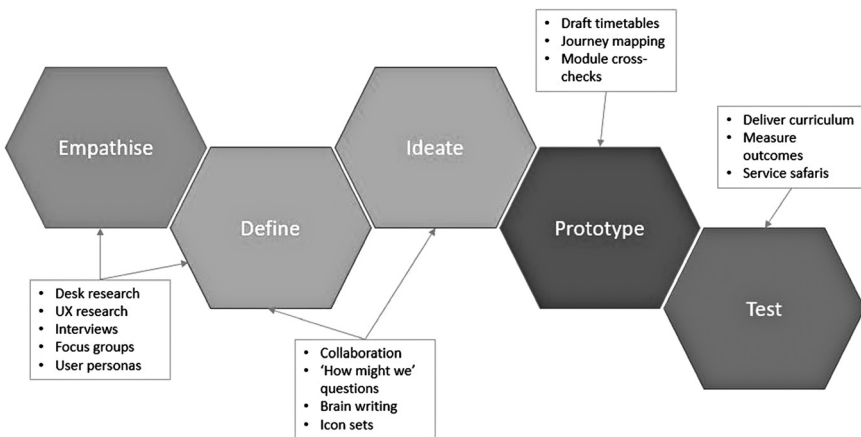 Empathise
Define
Ideate
Prototype
Test
• Desk research
• UX research
• Interviews
• Focus groups
• User personas
• Collaboration
• ‘How might we’
questions
• Brain writing
• Icon sets
• Draft timetables
• Journey mapping
• Module cross-
checks
• Deliver curriculum
• Measure
outcomes
• Service safaris